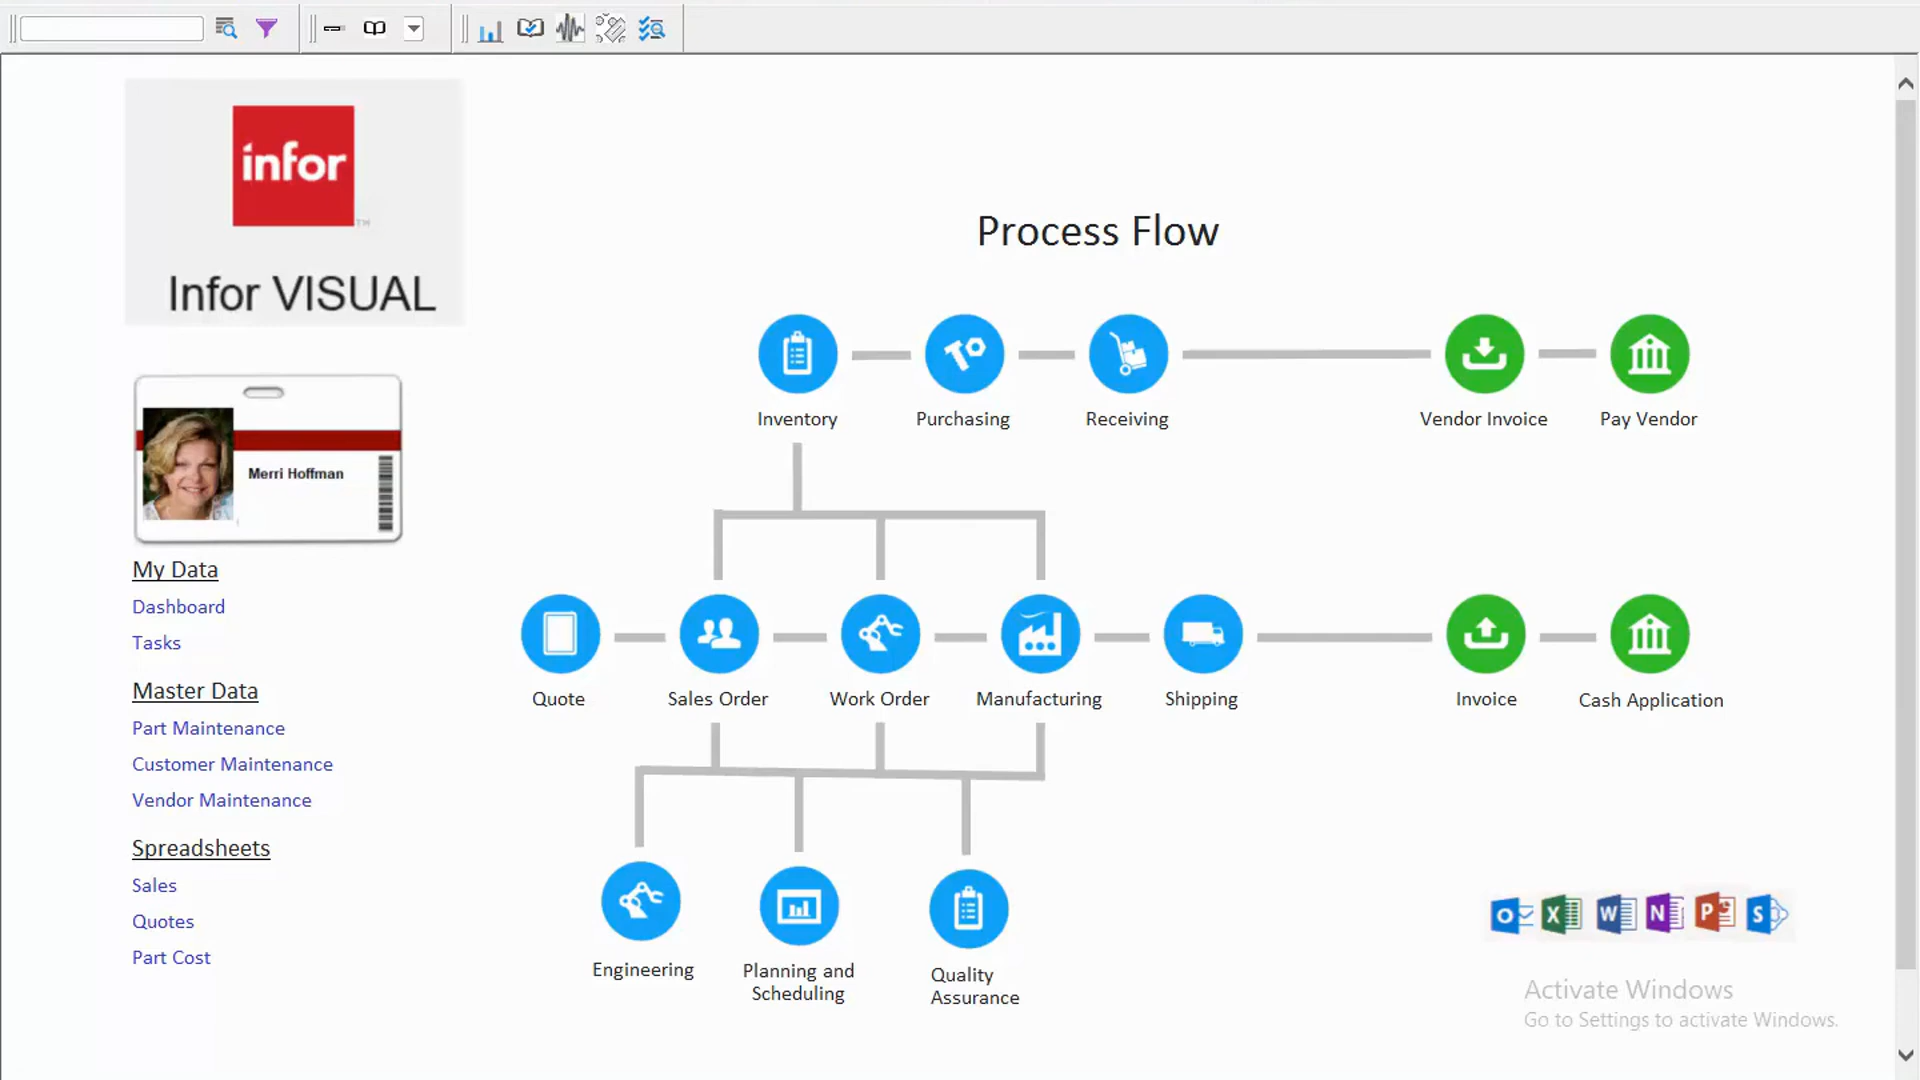 infor
TM
Infor VISUAL
Merri Hoffman
My Data
Dashboard
Tasks
Master Data
Part Maintenance
Customer Maintenance
Vendor Maintenance
Spreadsheets
Sales
Quotes
Part Cost
Process Flow
Inventory
Purchasing
Receiving
Vendor Invoice
Pay Vendor
Quote
Sales Order
Work Order
Manufacturing
Shipping
Invoice
Cash Application
Engineering
Planning and
Scheduling
Quality
Assurance
O X W N P S
Activate Windows
Go to Settings to activate Windows.